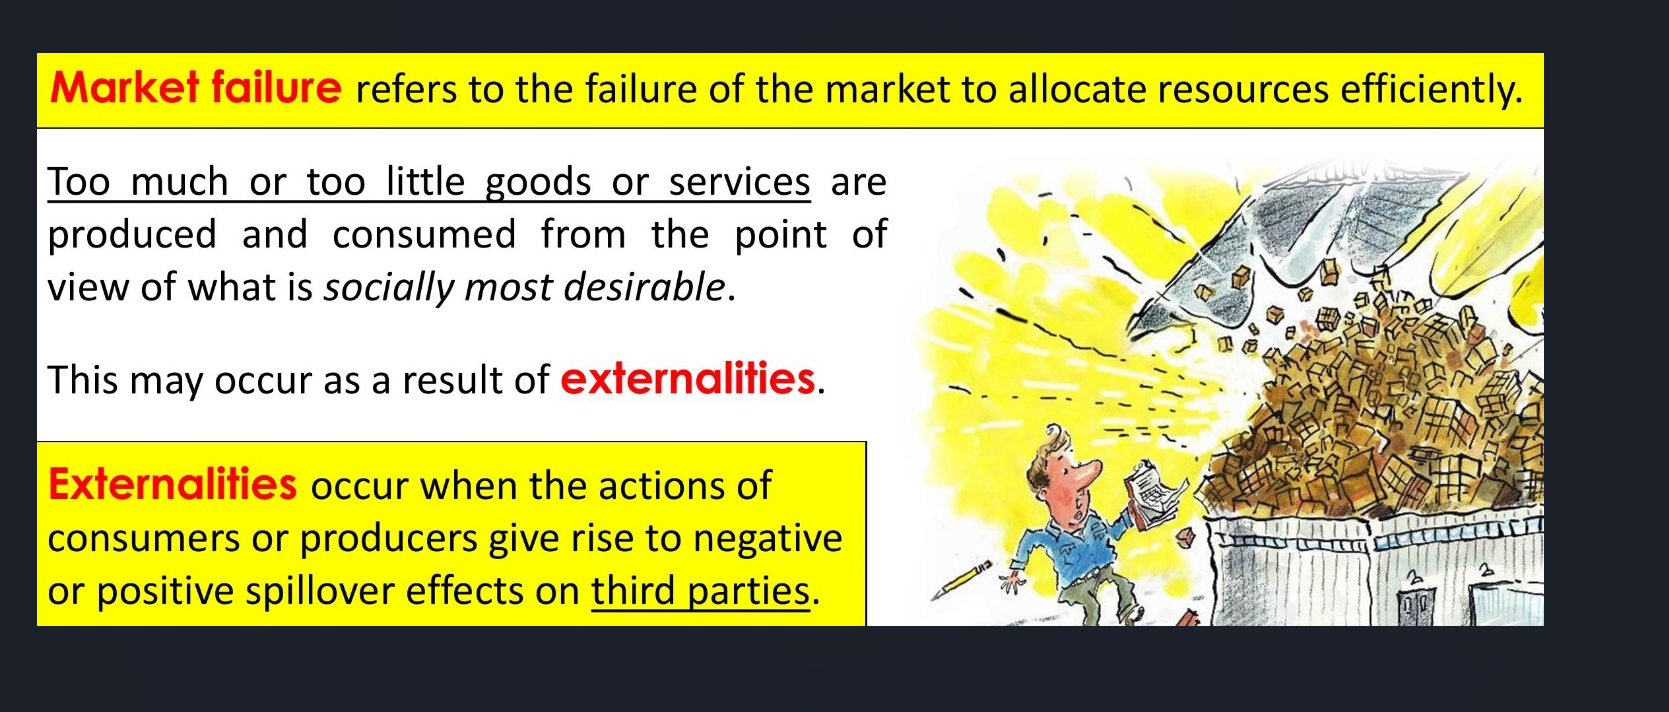 Market failure refers to the failure of the market to allocate resources efficiently.
Too much or too little goods or services are
produced and consumed from the point of
view of what is socially most desirable.
This may occur as a result of externalities.
Externalities occur when the actions of
consumers or producers give rise to negative
or positive spillover effects on third parties.